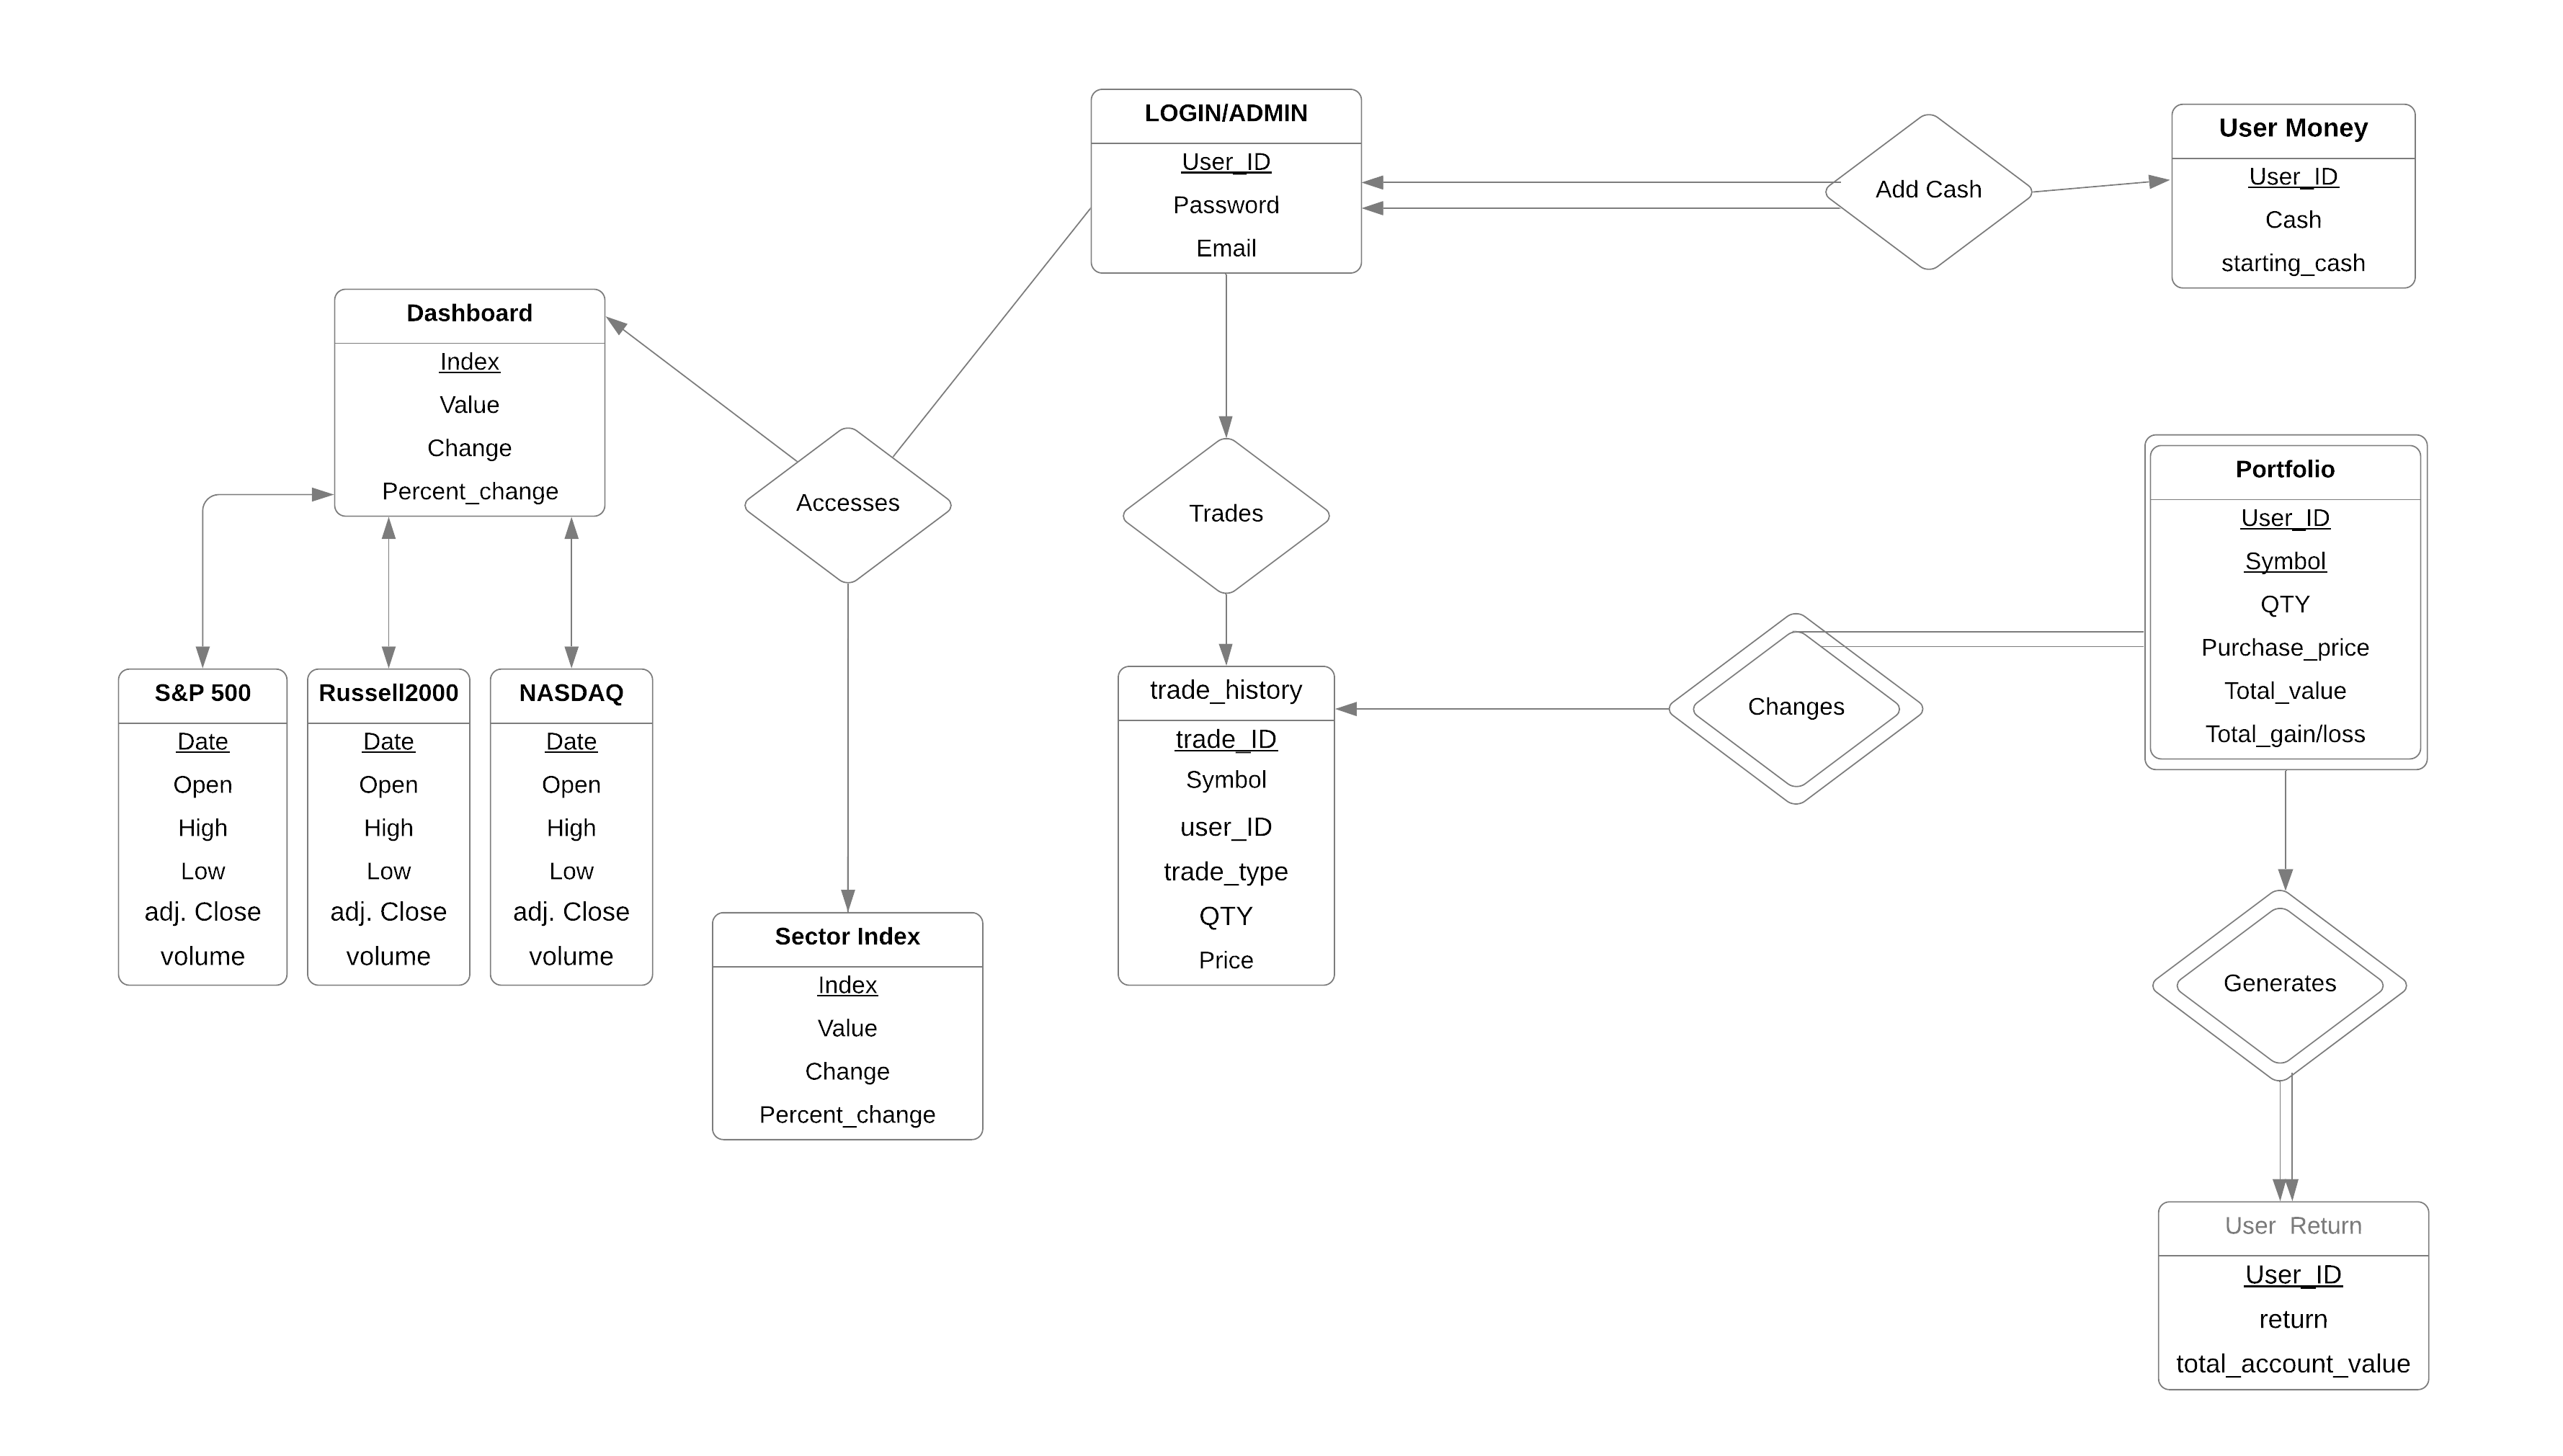 LOGIN/ADMIN
User_ID
Password
Email
Add Cash
User Money
User_ID
Cash
starting_cash
Dashboard
Index
Value
Change
Percent_change
Accesses
Trades
Portfolio
User_ID
Symbol
QTY
Purchase_price
Total_value
Total_gain/loss
Changes
S&P 500
Date
Open
High
Low
adj. Close
volume
Russell2000
Date
Open
High
Low
adj. Close
volume
NASDAQ
Date
Open
High
Low
adj. Close
volume
trade_history
trade_ID
Symbol
user_ID
trade_type
QTY
Price
Sector Index
Index
Value
Change
Percent_change
Generates
User Return
User_ID
return
total_account_value